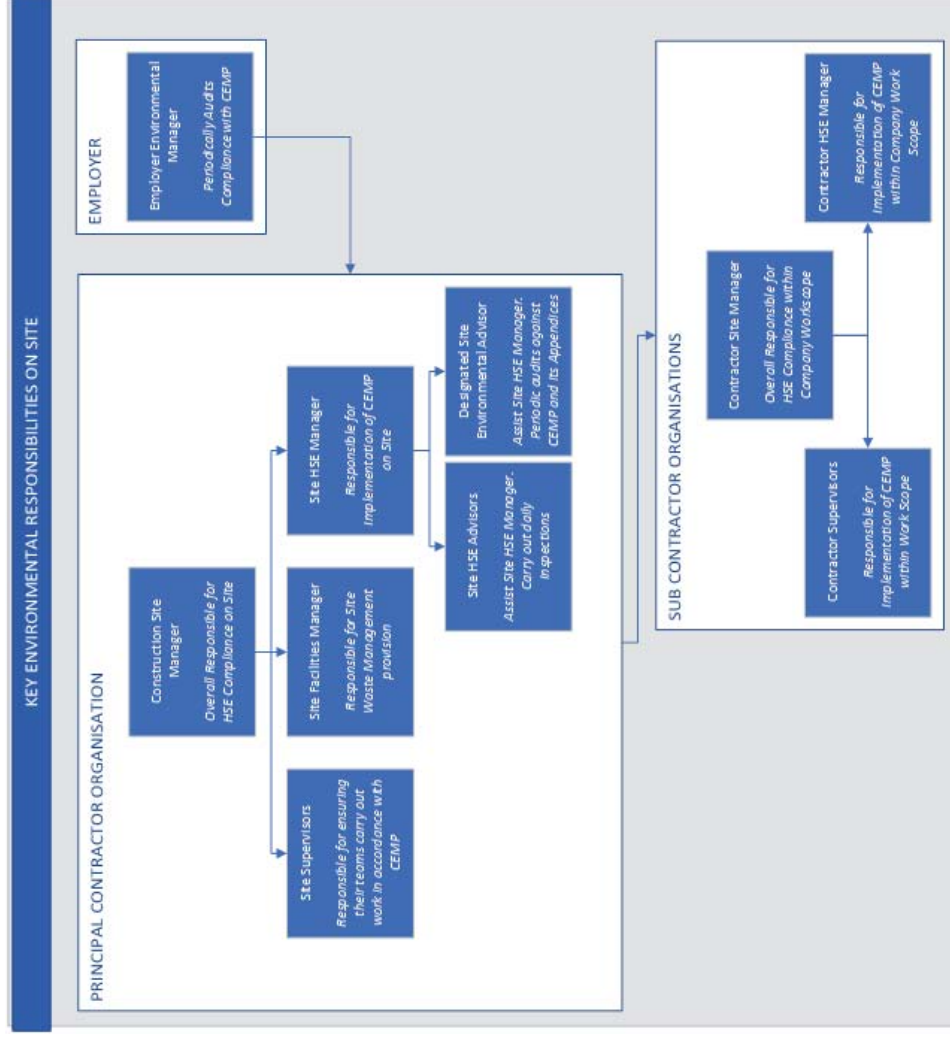 KEY ENVIRONMENTAL RESPONSIBILITIES ON SITE
PRINCIPAL CONTRACTOR ORGANISATION
Construction Site
Manager
Overall Responsible for
HSE Compliance on Site
Site Supervisors
Responsible for ensuring
their teams carry out
work in accordance with
CEMP
Site Facilities Manager
Responsible for Site
Waste Management
provision
Site HSE Manager
Responsible for
Implementation of CEMP
on Site
Site HSE Advisors
Assist Site HSE Manager.
Carry out daily
Inspections
Designated Site
Environmental Advisor
Assist Site HSE Manager.
Periodic audits against
CEMP and Its Appendices
EMPLOYER
Employer Environmental
Manager
Periodically Audits
Compliance with CEMP
SUB CONTRACTOR ORGANISATIONS
Contractor Site Manager
Overall Responsible for
HSE Compliance within
Company Workscope
Contractor Supervisors
Responsible for
Implementation of CEMP
within Work Scope
Contractor HSE Manager
Responsible for
Implementation of CEMP
within Company Work
Scope